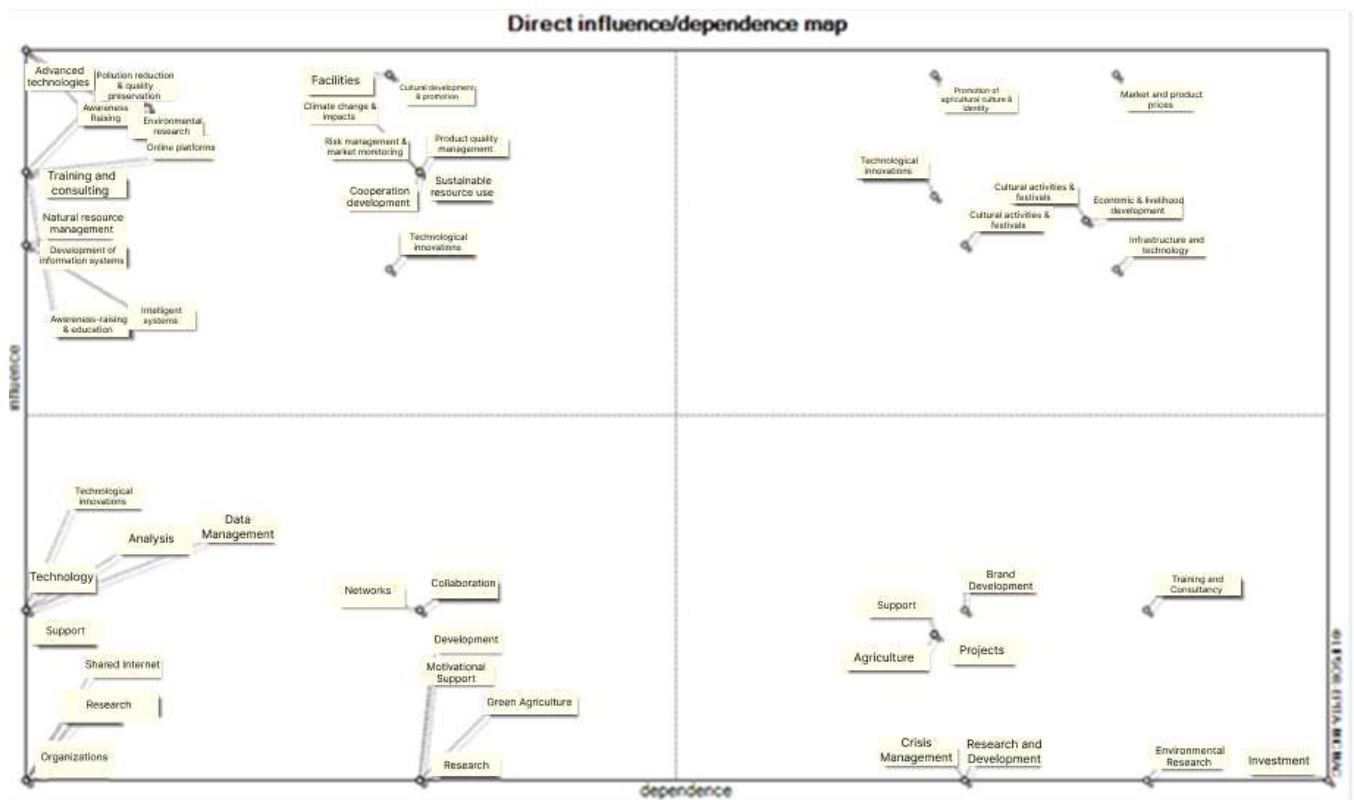 Direct influence/dependence map
Advanced
technologies
Pollution reduction
& quality
preservation
Awareness
Raising
Environmental
research
Online platforms
Training and
consulting
Natural resource
management
Development of
information systems
Awareness-raising
& education
Intelligent
systems
Facilities
Cultural development
& promotion
Climate change &
impacts
Risk management &
market monitoring
Product quality
management
Cooperation
development
Sustainable
resource use
Technological
innovations
Promotion of
agricultural culture &
identity
Market and product
prices
Technological
innovations
Cultural activities &
festivals
Economic & livelihood
development
Cultural activities &
festivals
Infrastructure and
technology
influence
Technological
innovations
Analysis
Data
Management
Technology
Support
Shared Internet
Research
Organizations
Networks
Collaboration
Development
Motivational
Support
Green Agriculture
Research
Brand
Development
Training and
Consultancy
Support
Agriculture
Projects
Crisis
Management
Research and
Development
Environmental
Research
Investment
dependence
© LIPSOR-EPITA-MICMAC